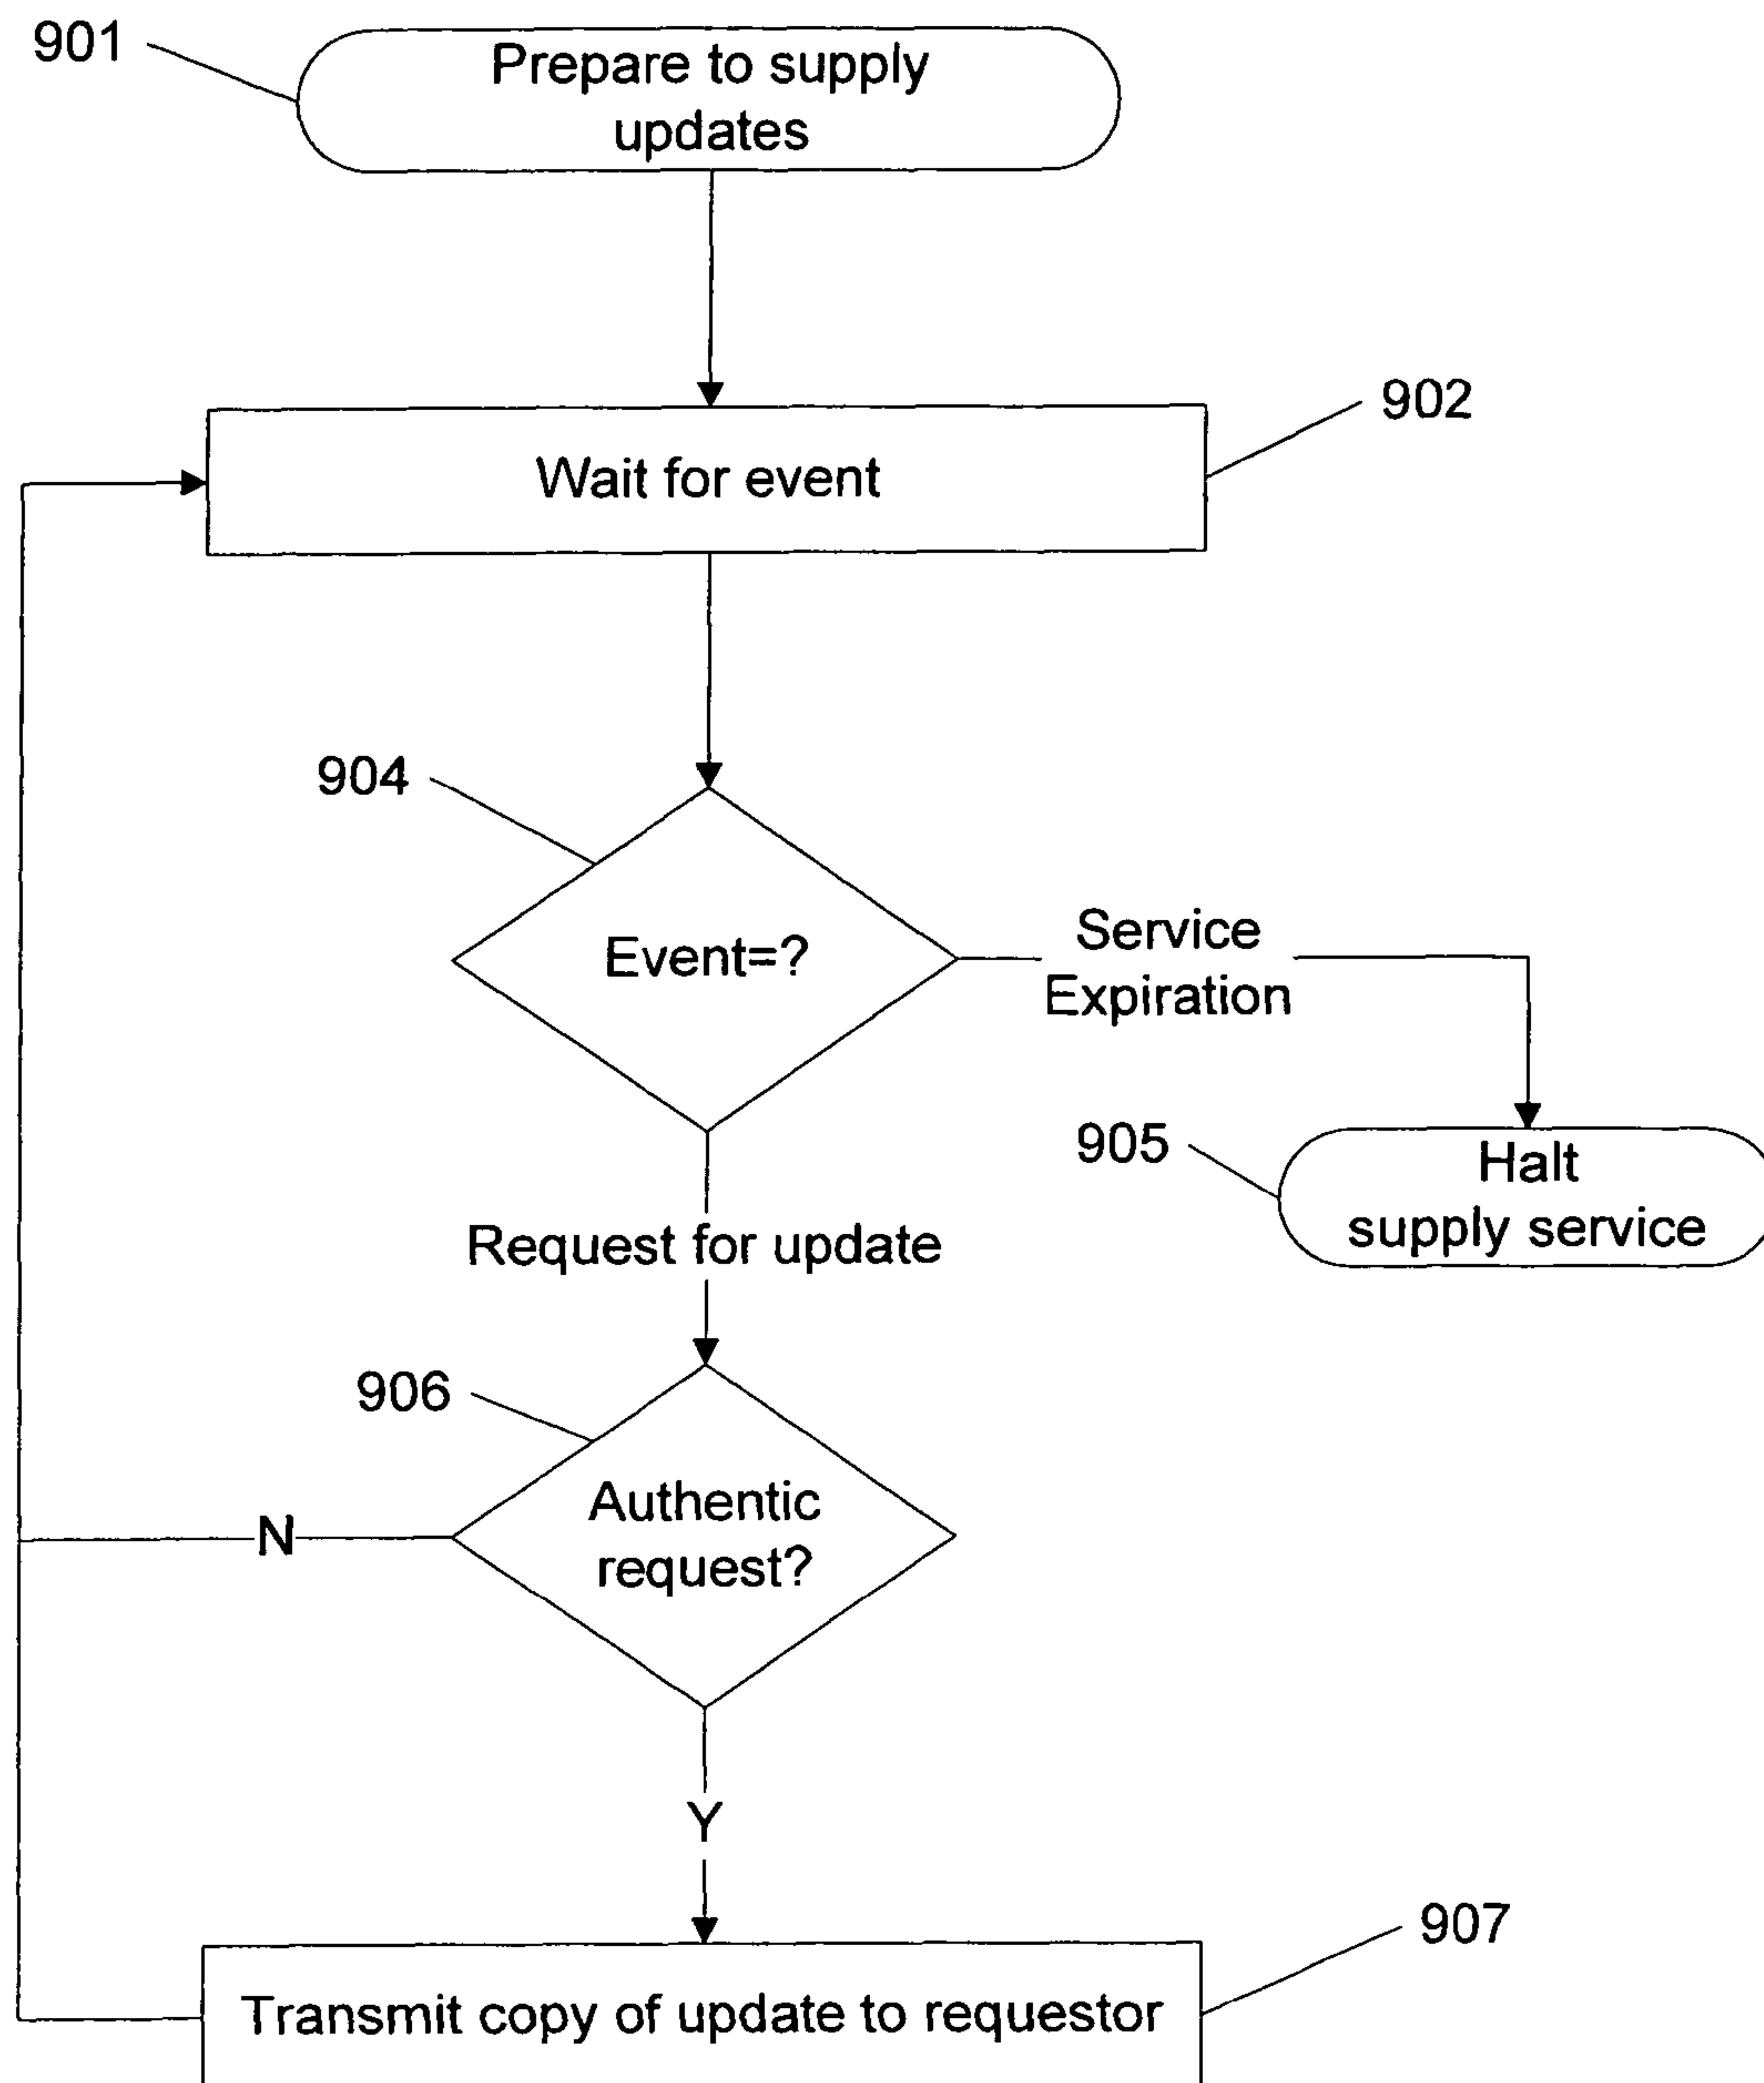 901
Prepare to supply
updates
902
Wait for event
904
Event=?
Service
Expiration
905
Halt
supply service
Request for update
906
Authentic
request?
N
Y
907
Transmit copy of update to requestor